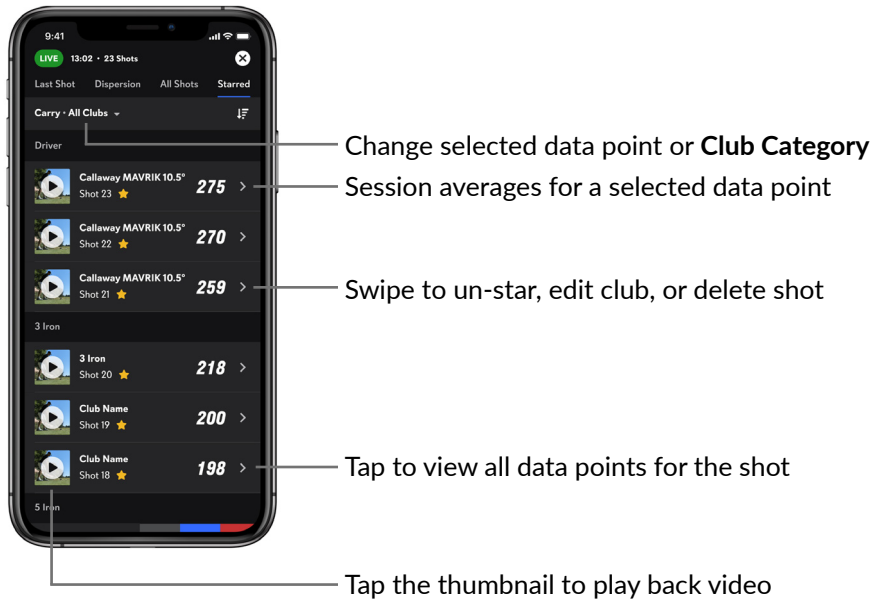 9:41
LIVE 13:02 • 23 Shots
Last Shot Dispersion All Shots Starred
Carry • All Clubs
Driver
Callaway MAVRIK 10.5°
Shot 23
275
Callaway MAVRIK 10.5°
Shot 22
270
Callaway MAVRIK 10.5°
Shot 21
259
3 Iron
3 Iron
Shot 20
218
Club Name
Shot 19
200
Club Name
Shot 18
198
5 Iron
Change selected data point or Club Category
Session averages for a selected data point
Swipe to un-star, edit club, or delete shot
Tap to view all data points for the shot
Tap the thumbnail to play back video